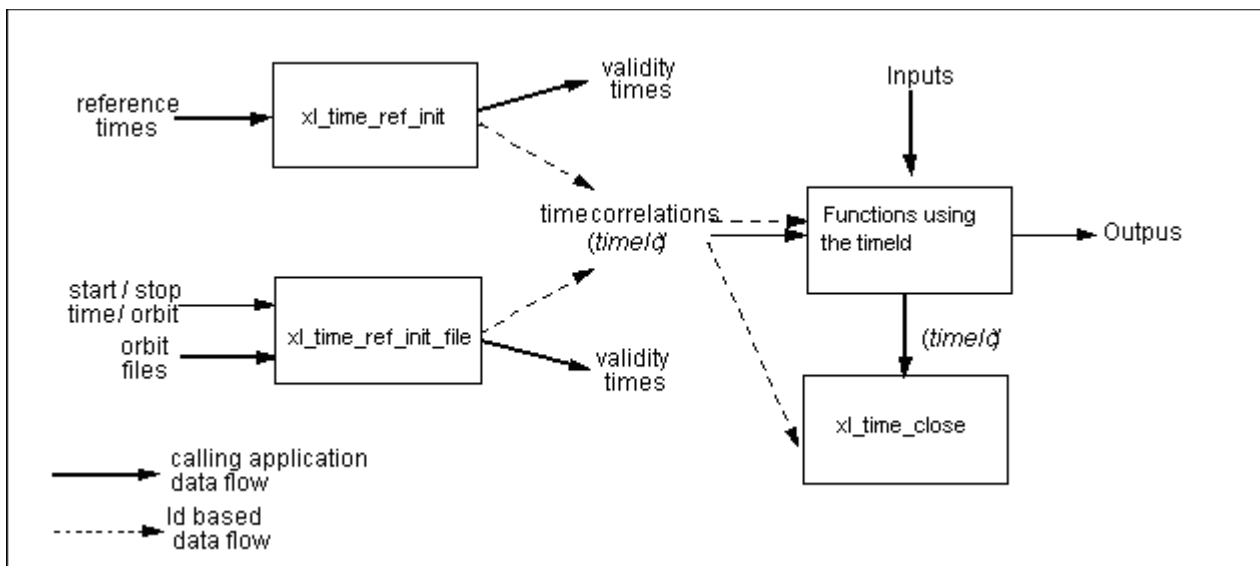 reference
times
xl_time_ref_init
validity
times
Inputs
time correlations
(timeId)
Functions using
the timeId
Outpus
start / stop
time / orbit
orbit
files
xl_time_ref_init_file
validity
times
(timeId)
xl_time_close
calling application
data flow
Id based
data flow